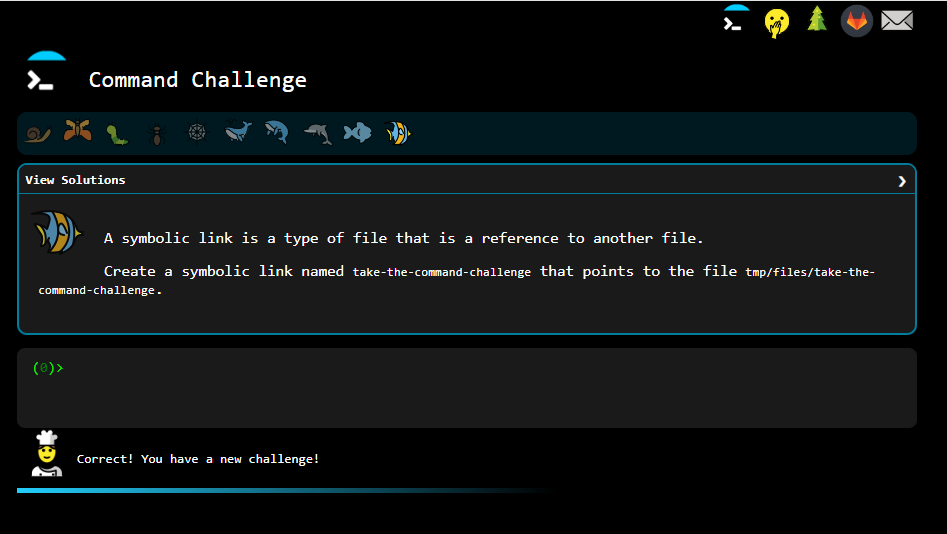 Command Challenge
View Solutions
A symbolic link is a type of file that is a reference to another file.
Create a symbolic link named take-the-command-challenge that points to the file tmp/files/take-the-
command-challenge.
(0)>
Correct! You have a new challenge!